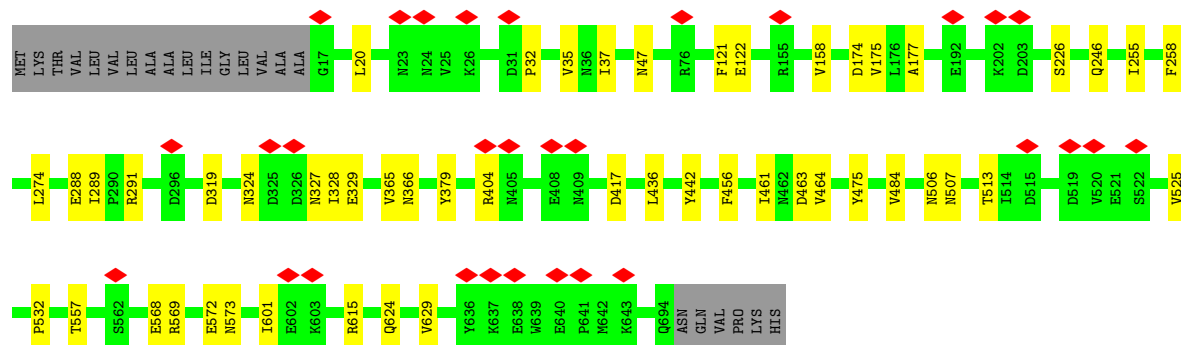 MET LYS THR VAL LEU VAL LEU ALA ALA LEU ILE GLY LEU VAL ALA ALA G17 L20 N23 N24 V25 K26 D31 P32 V35 N36 I37 N47 R76 F121 E122 R155 V158 D174 V175 L176 A177 E192 K202 D203 S226 Q246 I255 F258
L274 E288 I289 P290 R291 D296 D319 N324 D325 D326 N327 I328 E329 V365 N366 Y379 R404 N405 E408 N409 D417 L436 Y442 F456 I461 N462 D463 V464 Y475 V484 N506 N507 T513 I514 D515 D519 V520 E521 S522 V525
P532 T557 S562 E568 R569 E572 N573 I601 E602 K603 R615 Q624 V629 Y636 K637 E638 W639 E640 P641 M642 K643 Q694 ASN GLN VAL PRO LYS HIS